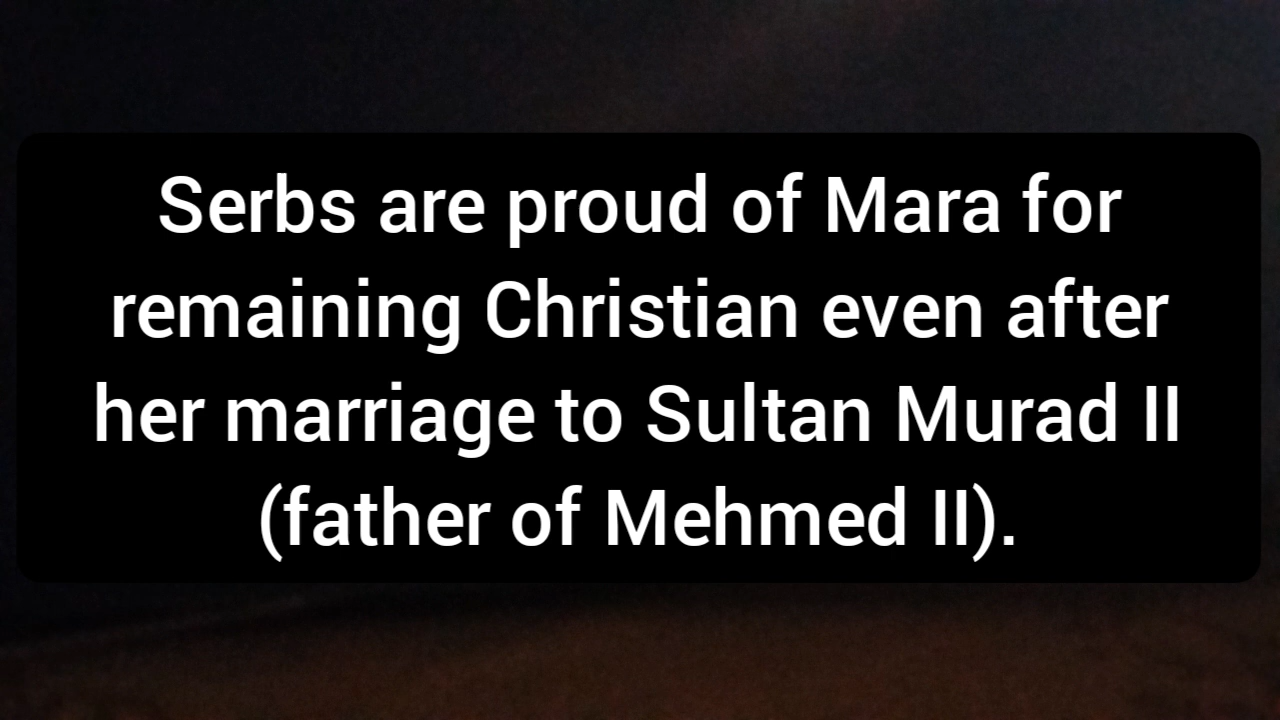 Serbs are proud of Mara for
remaining Christian even after
her marriage to Sultan Murad II
(father of Mehmed II).